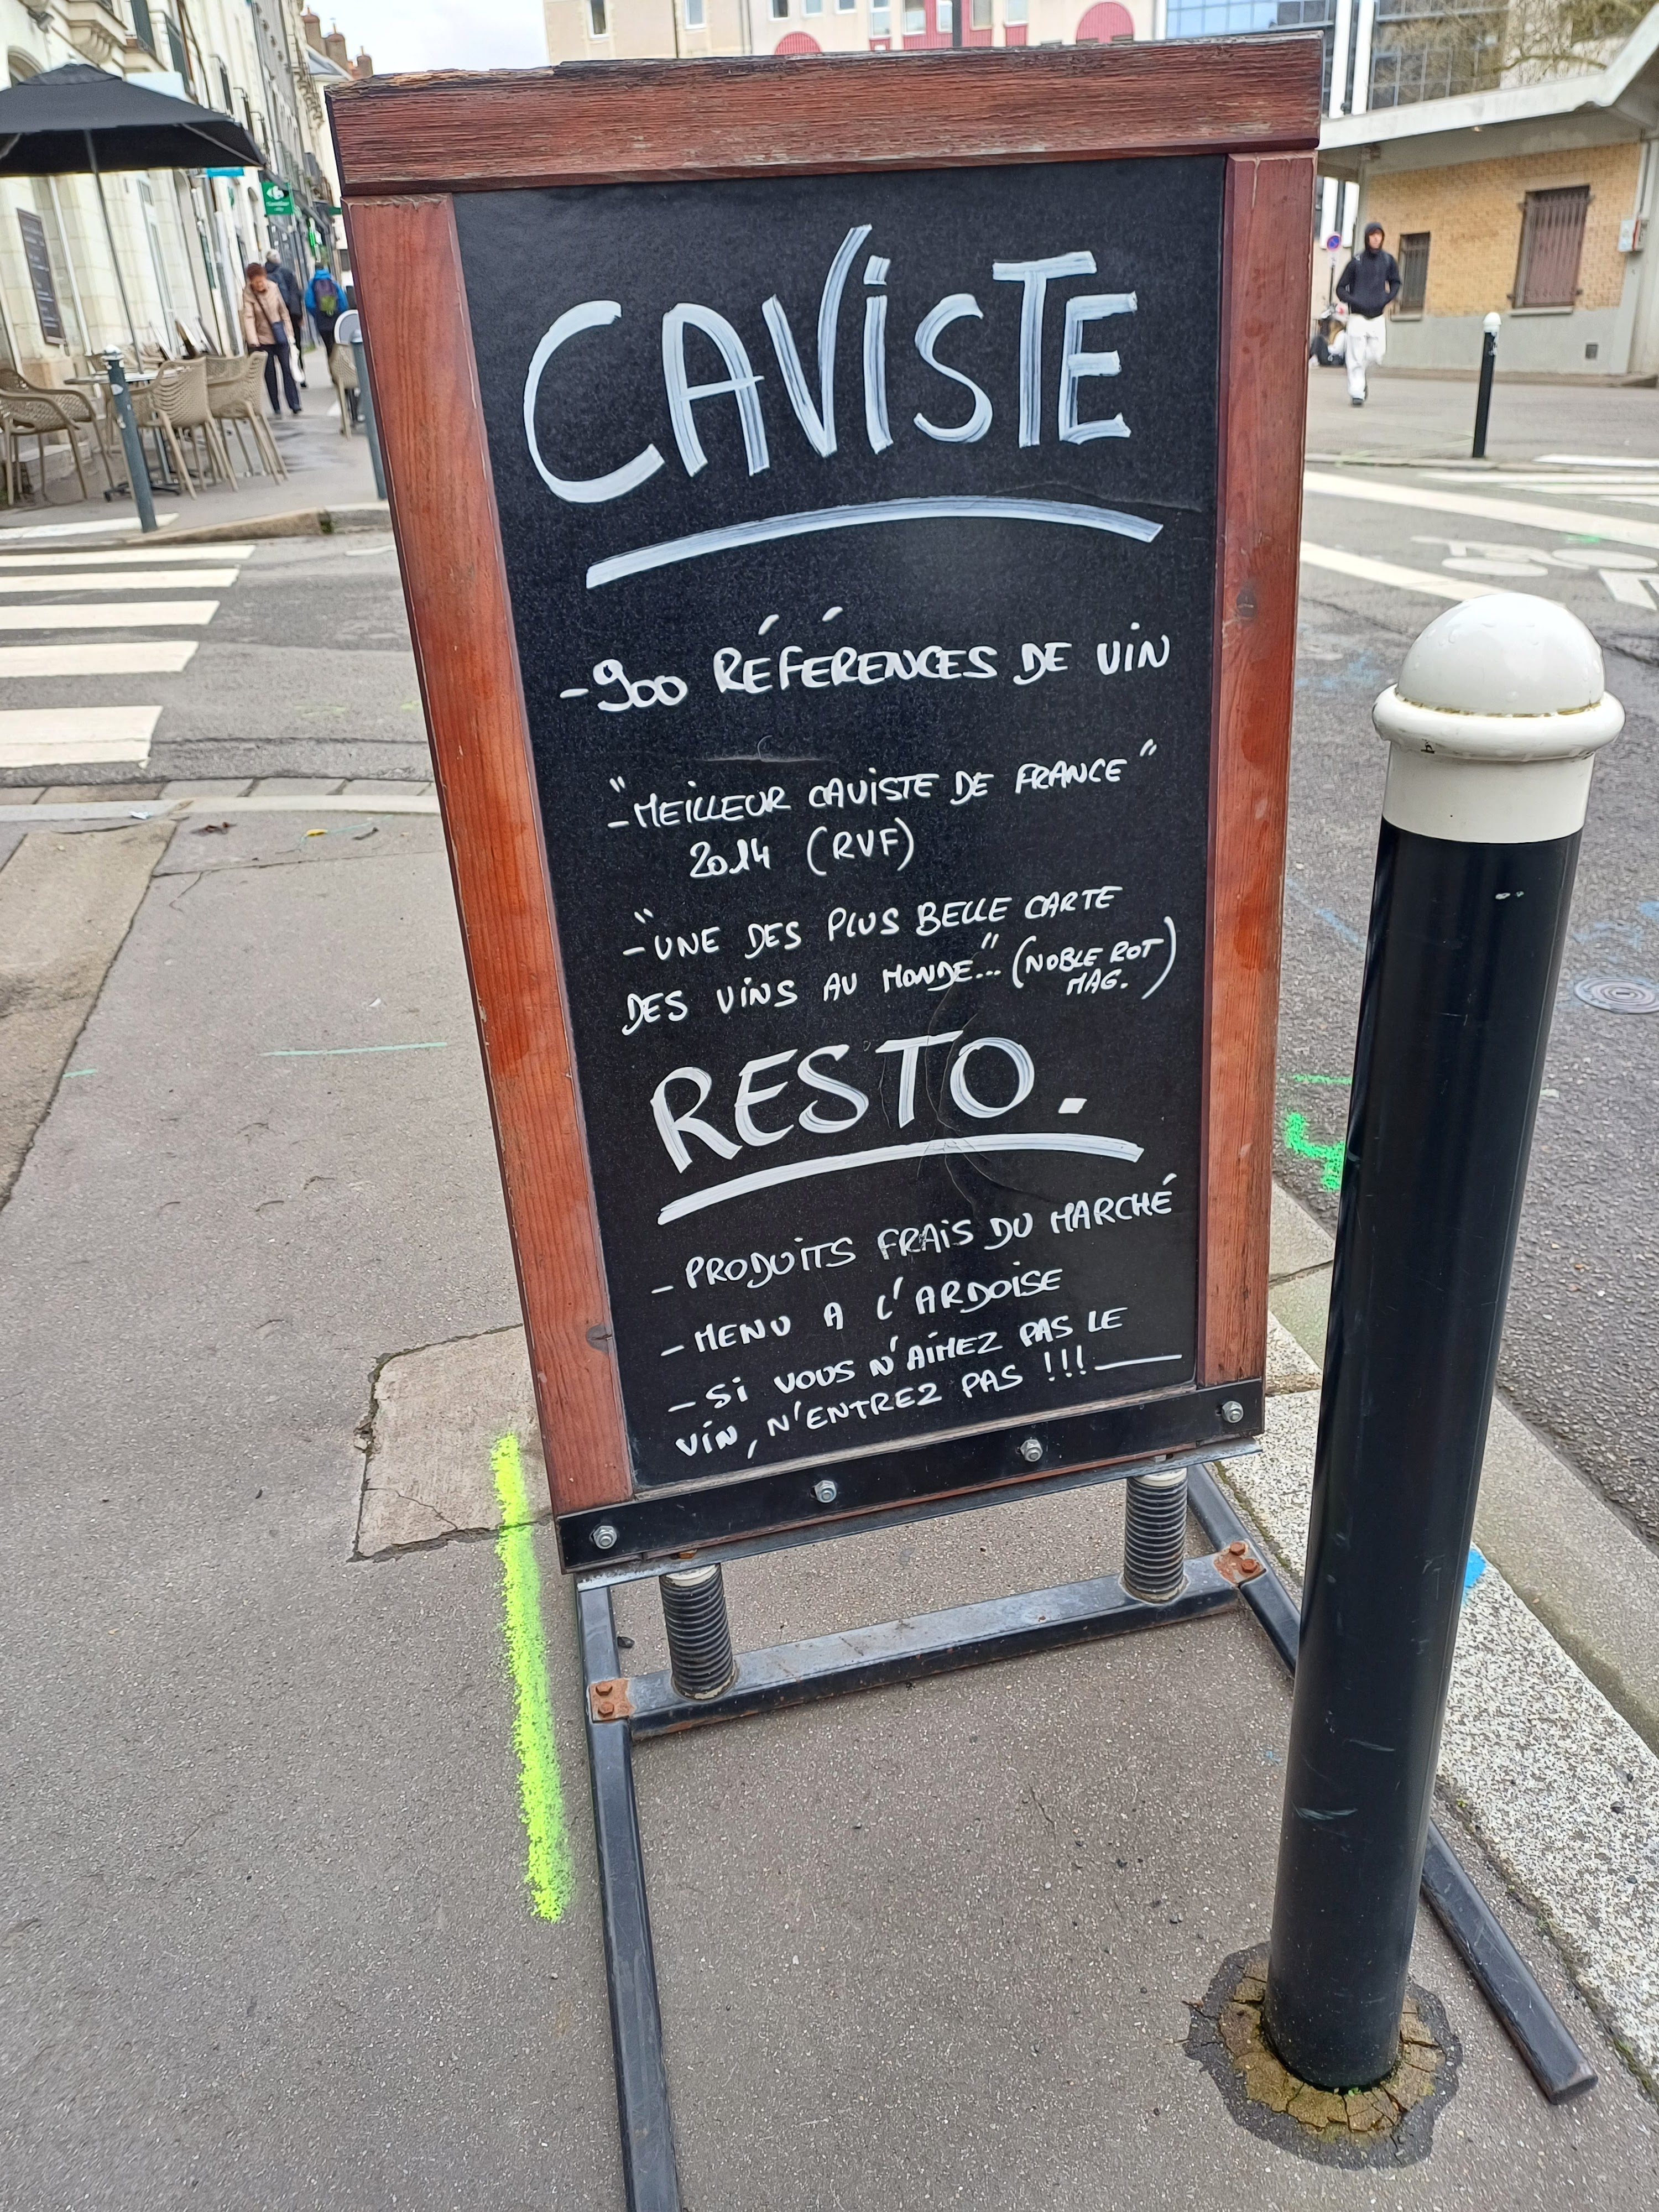 CAVISTE
- 900 RÉFÉRENCES DE VIN
- "MEILLEUR CAVISTE DE FRANCE"
2014 (RVF)
- "UNE DES PLUS BELLE CARTE
DES VINS AU MONDE..." (NOBLE ROT
MAG.)
RESTO.
- PRODUITS FRAIS DU MARCHÉ
- MENU A L'ARDOISE
- SI VOUS N'AIMEZ PAS LE
VIN, N'ENTREZ PAS !!!